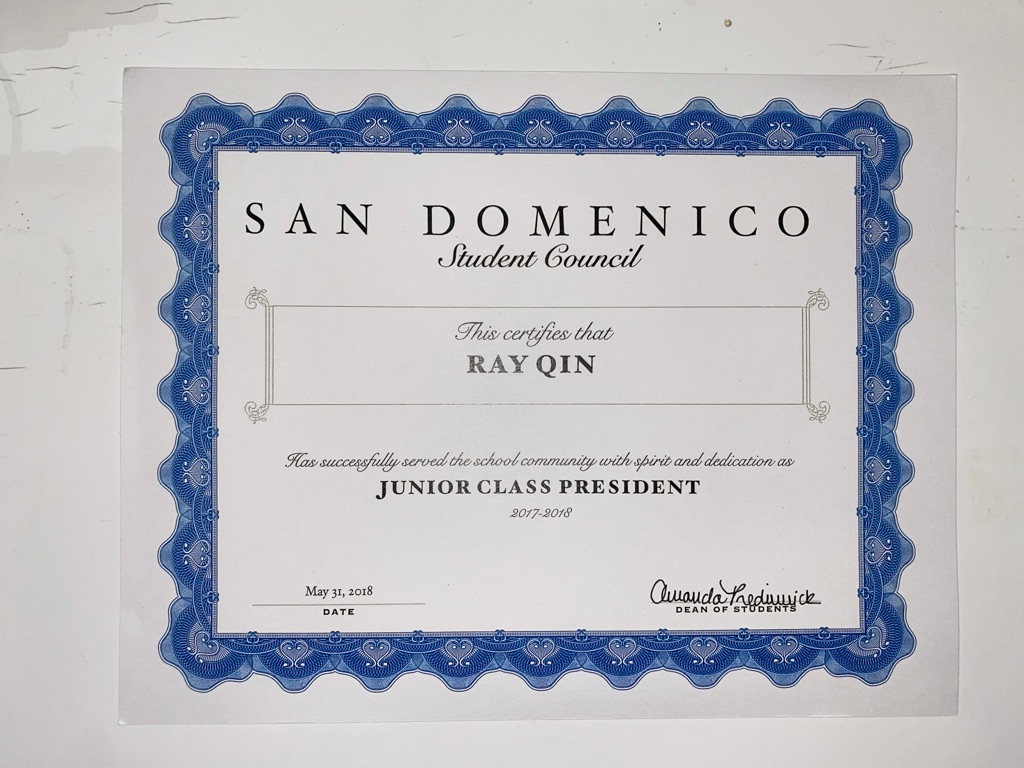 SAN DOMENICO
Student Council
This certifies that
RAY QIN
Has successfully served the school community with spirit and dedication as
JUNIOR CLASS PRESIDENT
2017-2018
May 31, 2018
DATE
Amanda
DEAN OF STUDENTS